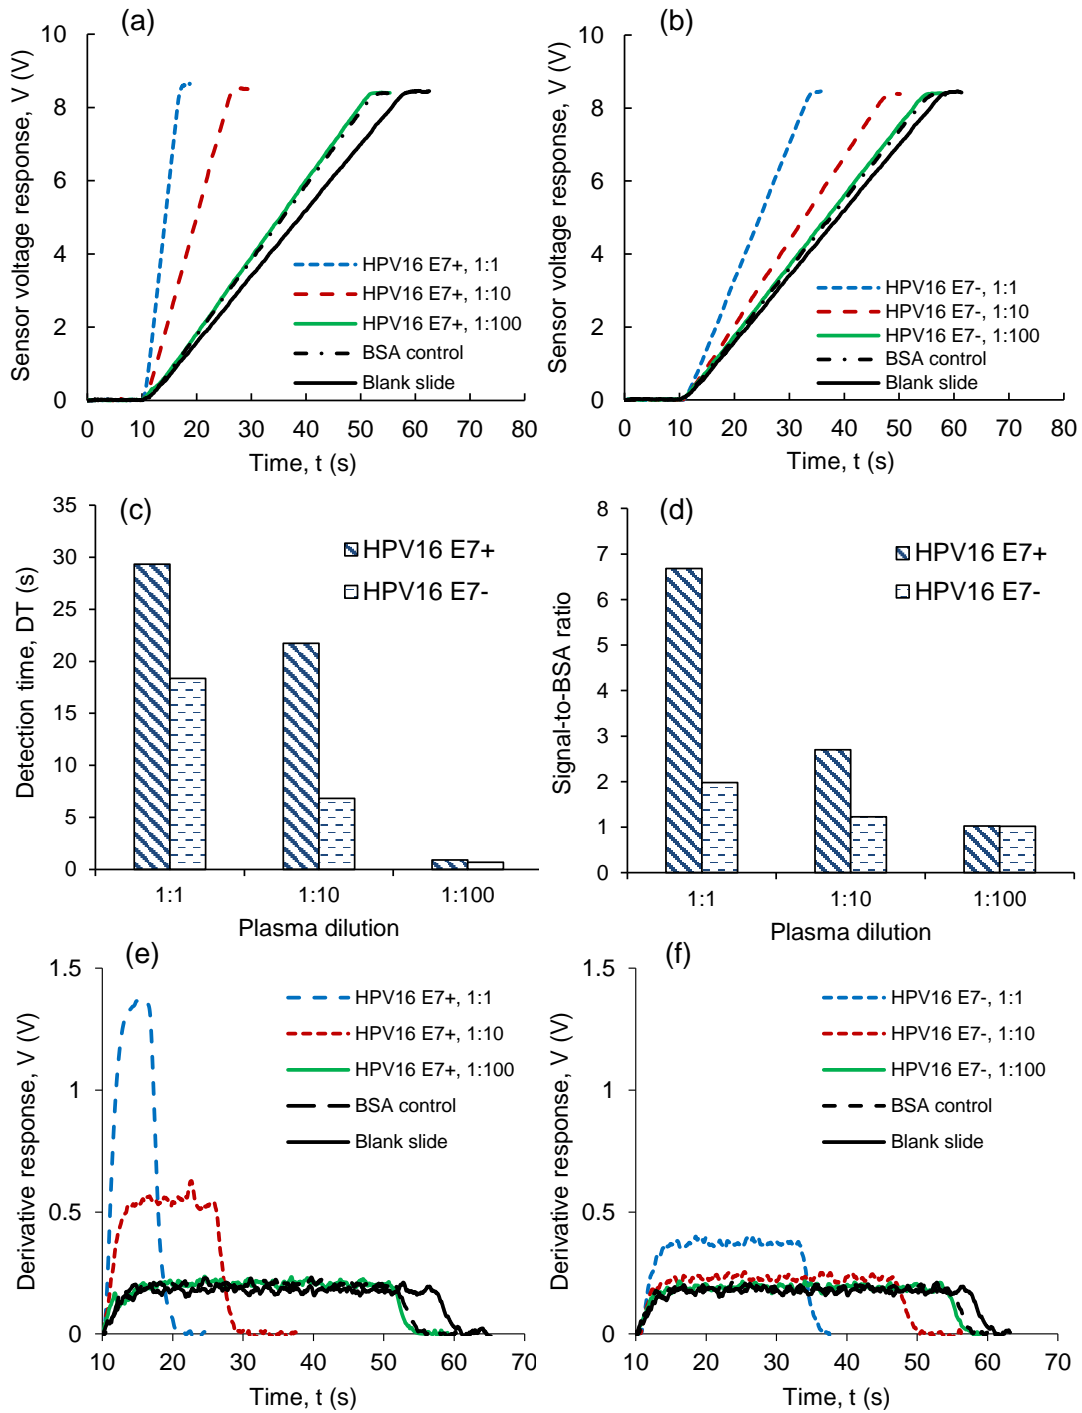 (a)
Sensor voltage response, V (V)
10
8
6
4
2
0
HPV16 E7+, 1:1
HPV16 E7+, 1:10
HPV16 E7+, 1:100
BSA control
Blank slide
0 10 20 30 40 50 60 70 80
Time, t (s)
(b)
Sensor voltage response, V (V)
10
8
6
4
2
0
HPV16 E7-, 1:1
HPV16 E7-, 1:10
HPV16 E7-, 1:100
BSA control
Blank slide
0 10 20 30 40 50 60 70 80
Time, t (s)
(c)
Detection time, DT (s)
35
30
25
20
15
10
5
0
HPV16 E7+
HPV16 E7-
1:1 1:10 1:100
Plasma dilution
(d)
Signal-to-BSA ratio
8
7
6
5
4
3
2
1
0
HPV16 E7+
HPV16 E7-
1:1 1:10 1:100
Plasma dilution
(e)
Derivative response, V (V)
1.5
1
0.5
0
HPV16 E7+, 1:1
HPV16 E7+, 1:10
HPV16 E7+, 1:100
BSA control
Blank slide
10 20 30 40 50 60 70
Time, t (s)
(f)
Derivative response, V (V)
1.5
1
0.5
0
HPV16 E7-, 1:1
HPV16 E7-, 1:10
HPV16 E7-, 1:100
BSA control
Blank slide
10 20 30 40 50 60 70
Time, t (s)